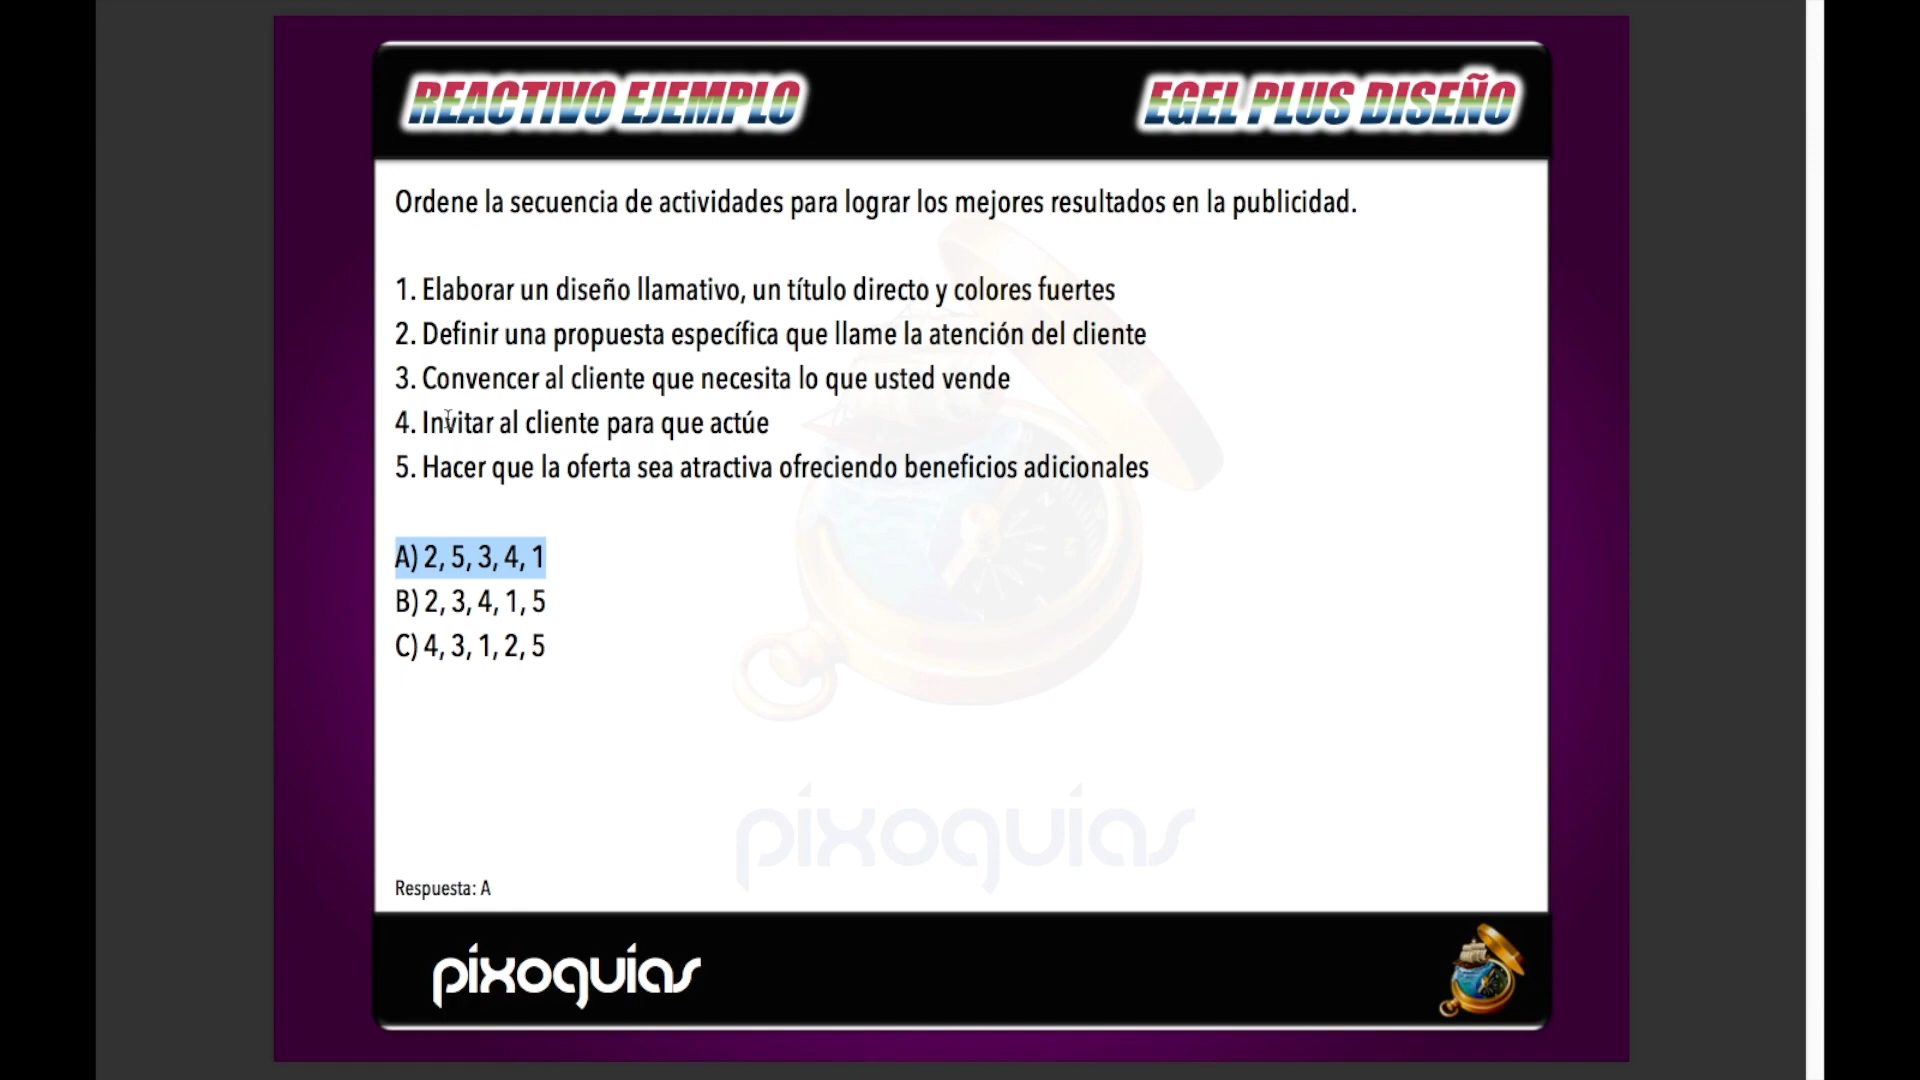 REACTIVO EJEMPLO
EGEL PLUS DISEÑO
Ordene la secuencia de actividades para lograr los mejores resultados en la publicidad.
1. Elaborar un diseño llamativo, un título directo y colores fuertes
2. Definir una propuesta específica que llame la atención del cliente
3. Convencer al cliente que necesita lo que usted vende
4. Invitar al cliente para que actúe
5. Hacer que la oferta sea atractiva ofreciendo beneficios adicionales
A) 2, 5, 3, 4, 1
B) 2, 3, 4, 1, 5
C) 4, 3, 1, 2, 5
pixoguías
Respuesta: A
pixoguías